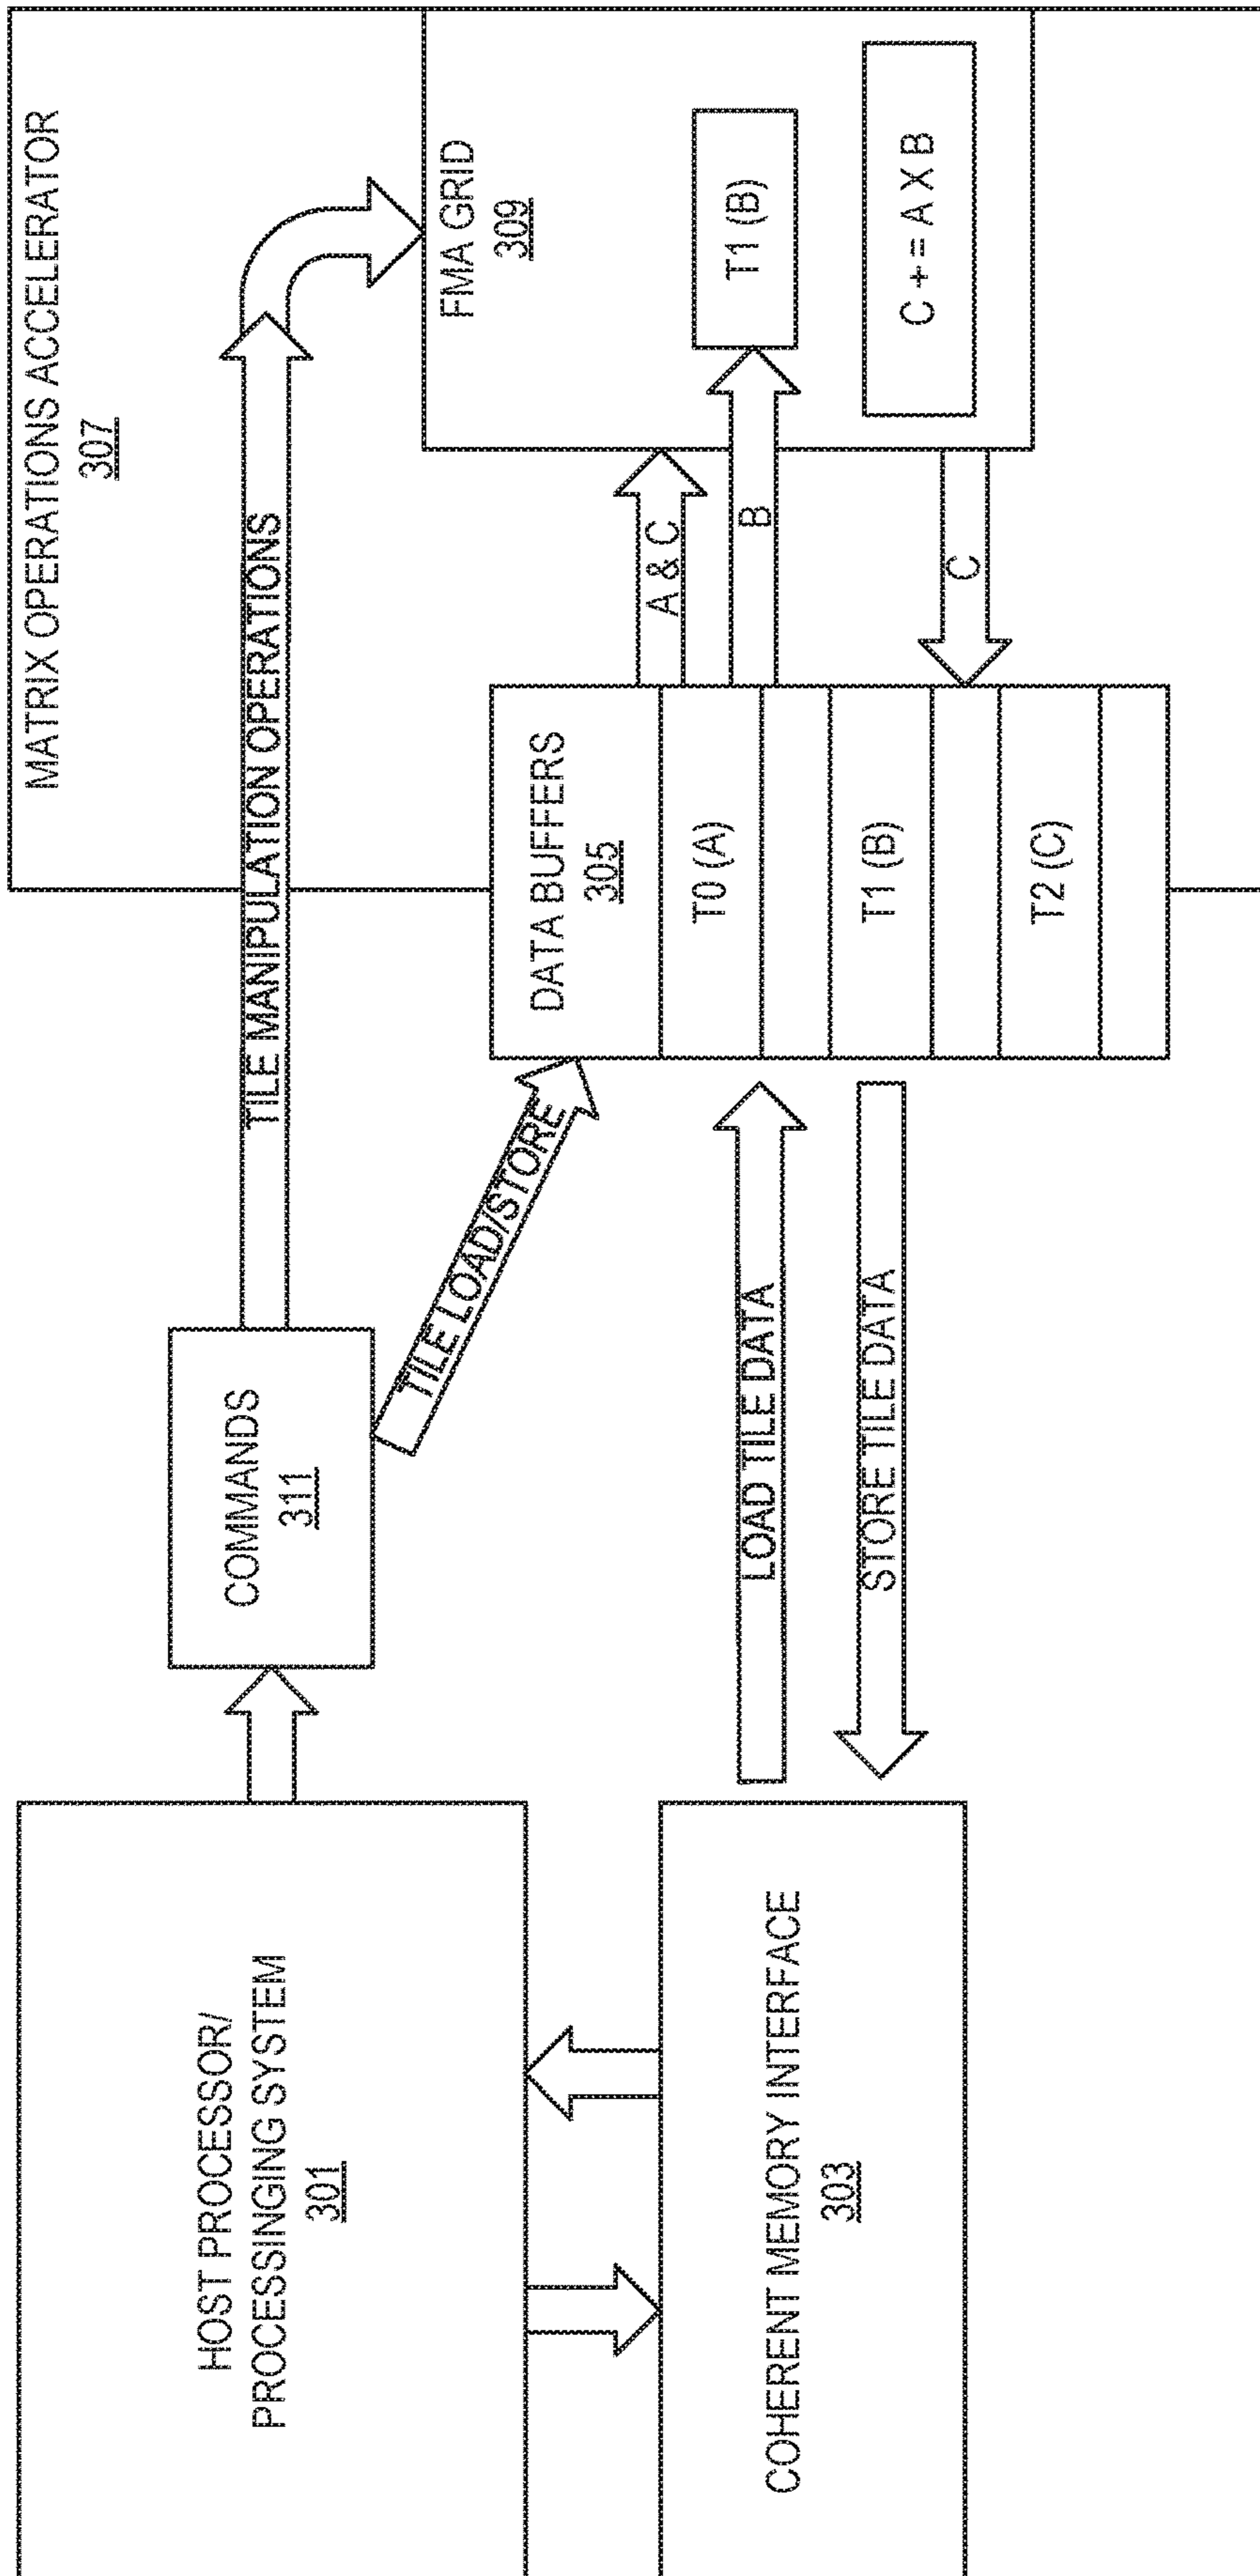 HOST PROCESSOR/
PROCESSINGING SYSTEM
301
COHERENT MEMORY INTERFACE
303
COMMANDS
311
TILE MANIPULATION OPERATIONS
TILE LOAD/STORE
LOAD TILE DATA
STORE TILE DATA
MATRIX OPERATIONS ACCELERATOR
307
DATA BUFFERS
305
T0 (A)
T1 (B)
T2 (C)
A & C
B
C
FMA GRID
309
T1 (B)
C + = A X B